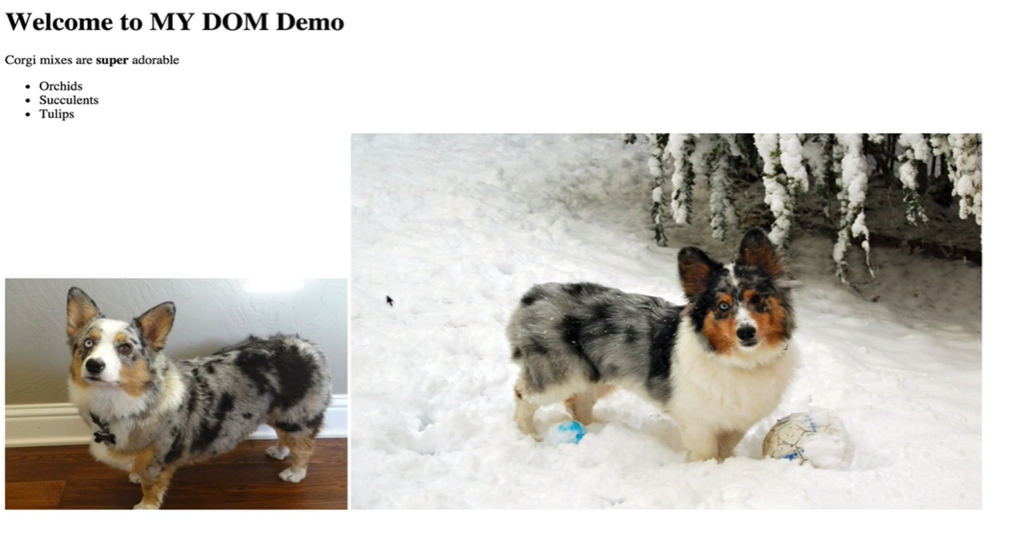 Welcome to MY DOM Demo
Corgi mixes are super adorable
Orchids
Succulents
Tulips